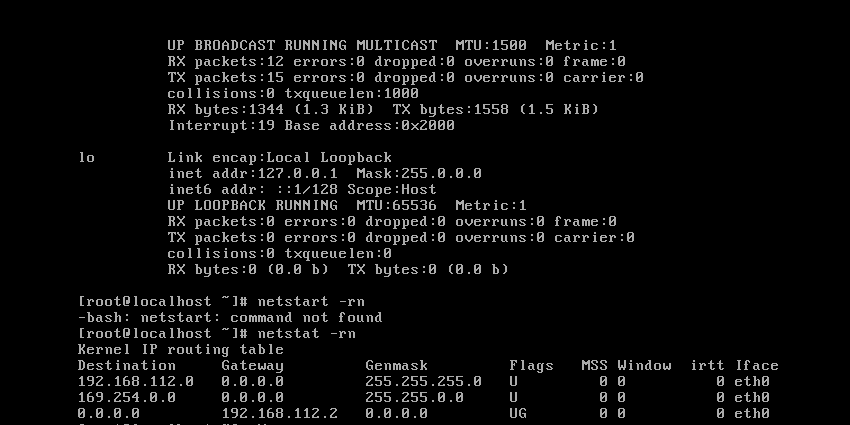 UP BROADCAST RUNNING MULTICAST  MTU:1500  Metric:1
RX packets:12 errors:0 dropped:0 overruns:0 frame:0
TX packets:15 errors:0 dropped:0 overruns:0 carrier:0
collisions:0 txqueuelen:1000
RX bytes:1344 (1.3 KiB)  TX bytes:1558 (1.5 KiB)
Interrupt:19 Base address:0x2000
lo        Link encap:Local Loopback
inet addr:127.0.0.1  Mask:255.0.0.0
inet6 addr: ::1/128 Scope:Host
UP LOOPBACK RUNNING  MTU:65536  Metric:1
RX packets:0 errors:0 dropped:0 overruns:0 frame:0
TX packets:0 errors:0 dropped:0 overruns:0 carrier:0
collisions:0 txqueuelen:0
RX bytes:0 (0.0 b)  TX bytes:0 (0.0 b)
[root@localhost ~]# netstart -rn
-bash: netstart: command not found
[root@localhost ~]# netstat -rn
Kernel IP routing table
Destination     Gateway         Genmask         Flags   MSS Window  irtt Iface
192.168.112.0   0.0.0.0         255.255.255.0   U         0 0          0 eth0
169.254.0.0     0.0.0.0         255.255.0.0     U         0 0          0 eth0
0.0.0.0         192.168.112.2   0.0.0.0         UG        0 0          0 eth0